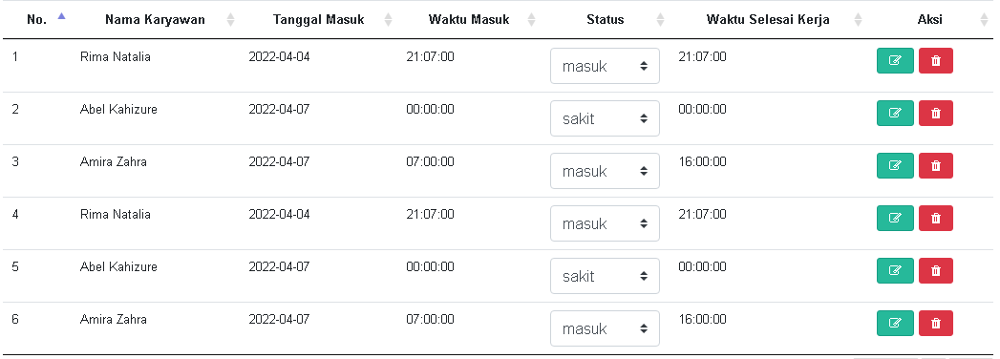 No. Nama Karyawan Tanggal Masuk Waktu Masuk Status Waktu Selesai Kerja Aksi
1 Rima Natalia 2022-04-04 21:07:00 masuk 21:07:00
2 Abel Kahizure 2022-04-07 00:00:00 sakit 00:00:00
3 Amira Zahra 2022-04-07 07:00:00 masuk 16:00:00
4 Rima Natalia 2022-04-04 21:07:00 masuk 21:07:00
5 Abel Kahizure 2022-04-07 00:00:00 sakit 00:00:00
6 Amira Zahra 2022-04-07 07:00:00 masuk 16:00:00